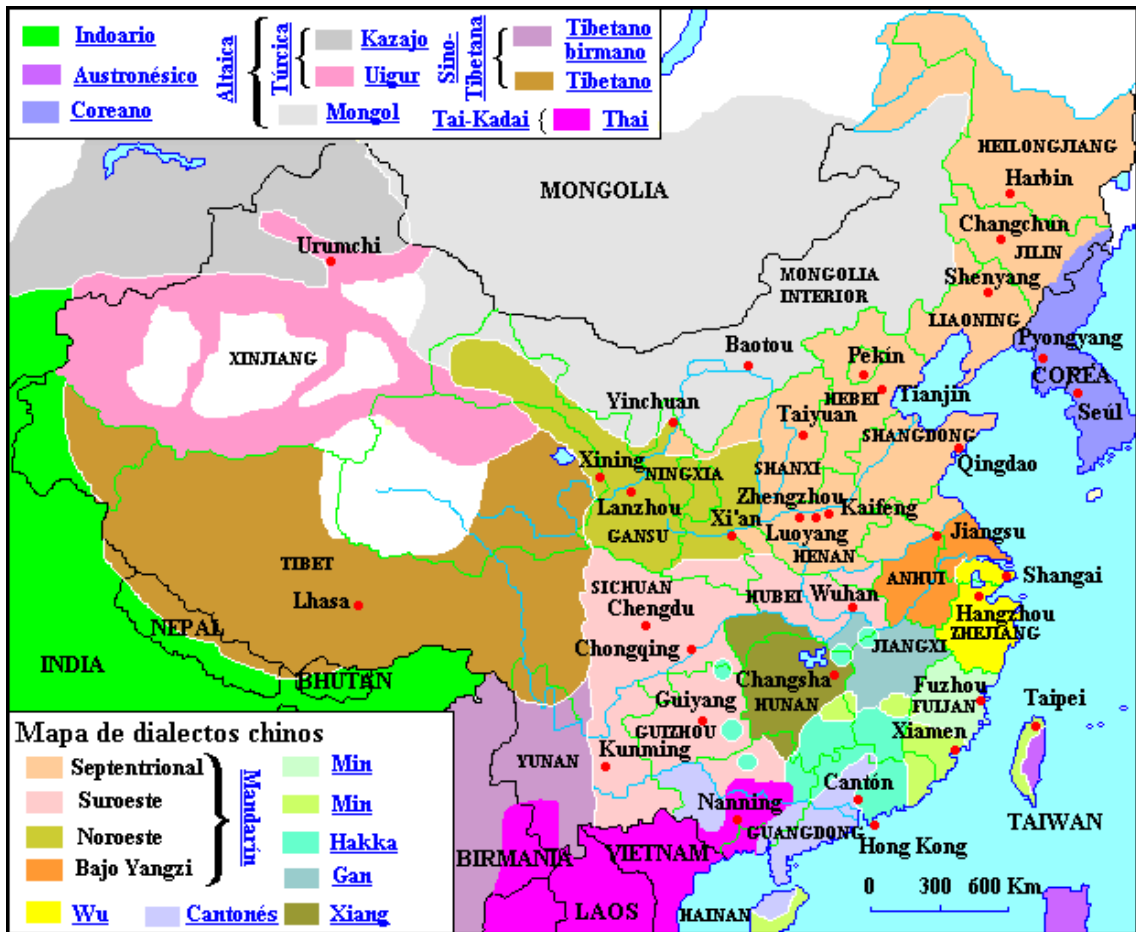 Indoario
Austronésico
Coreano
Altaica
Túrcica
Kazajo
Uigur
Mongol
Sino-
Tibetana
Tibetano
birmano
Tibetano
Tai-Kadai { Thai
HEILONGJIANG
Harbin
MONGOLIA
Changchun
JILIN
Urumchi
MONGOLIA
INTERIOR
Shenyang
LIAONING
XINJIANG
Baotou
Pekín
Pyongyang
COREA
HEBEI
Tianjin
Seúl
Yinchuan
Taiyuan
SHANGDONG
Qingdao
Xining
NINGXIA
SHANXI
Lanzhou
Zhengzhou
Kaifeng
Xi'an
GANSU
Luoyang
HENAN
Jiangsu
TIBET
SICHUAN
ANHUI
Shangai
Lhasa
Chengdu
HUBEI
Wuhan
Hangzhou
NEPAL
ZHEJIANG
Chongqing
JIANGXI
INDIA
BHUTAN
Changsha
HUNAN
Fuzhou
FUIJAN
Taipei
Guiyang
GUIZHOU
Xiamen
Kunming
YUNAN
Cantón
Nanning
GUANGDONG
TAIWAN
Hong Kong
BIRMANIA
VIETNAM
LAOS
HAINAN
0 300 600 Km.
Mapa de dialectos chinos
Septentrional
Suroeste
Noroeste
Bajo Yangzi
Mandarín
Min
Min
Hakka
Gan
Wu
Cantonés
Xiang